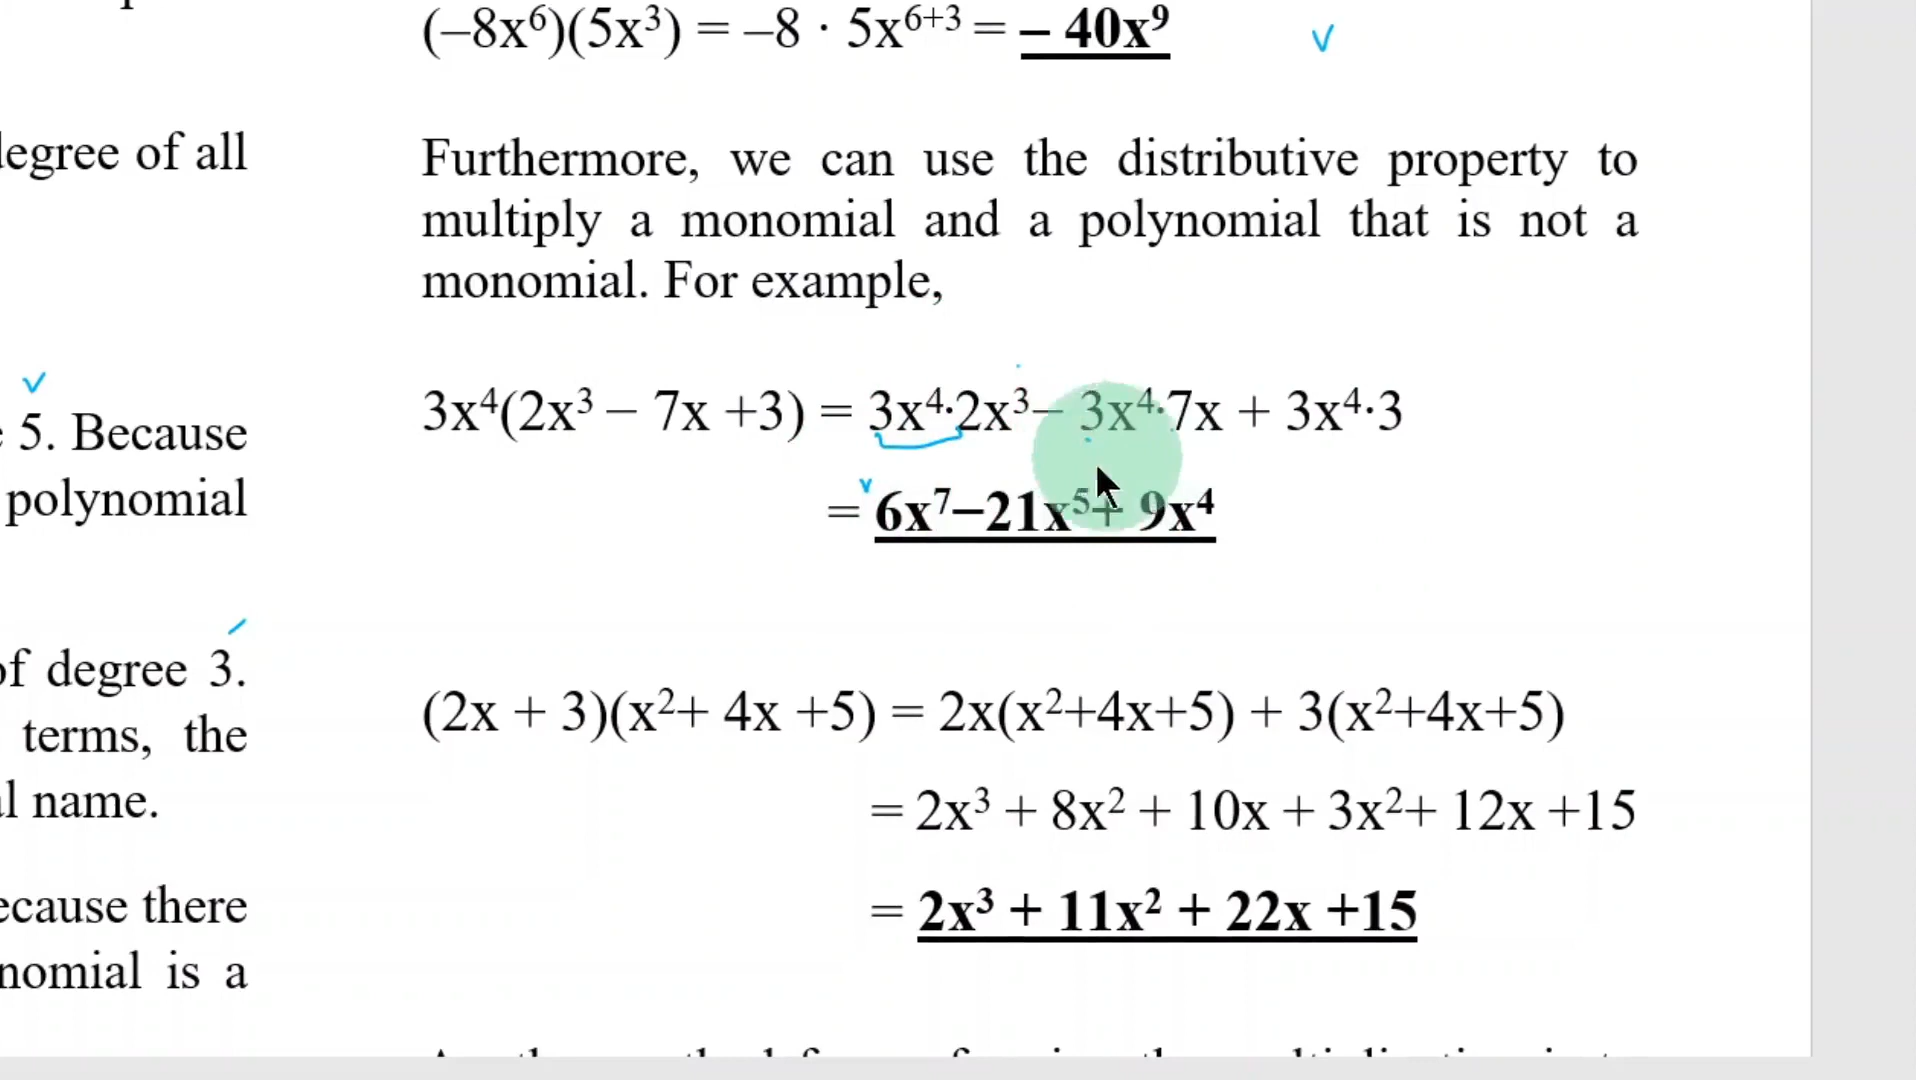 (–8x⁶)(5x³) = –8 · 5x⁶⁺³ = – 40x⁹
degree of all
Furthermore, we can use the distributive property to
multiply a monomial and a polynomial that is not a
monomial. For example,
3x⁴(2x³ – 7x +3) = 3x⁴·2x³– 3x⁴·7x + 3x⁴·3
= 6x⁷–21x⁵+ 9x⁴
5. Because
polynomial
of degree 3.
terms, the
name.
(2x + 3)(x²+ 4x +5) = 2x(x²+4x+5) + 3(x²+4x+5)
= 2x³ + 8x² + 10x + 3x²+ 12x +15
= 2x³ + 11x² + 22x +15
because there
nomial is a